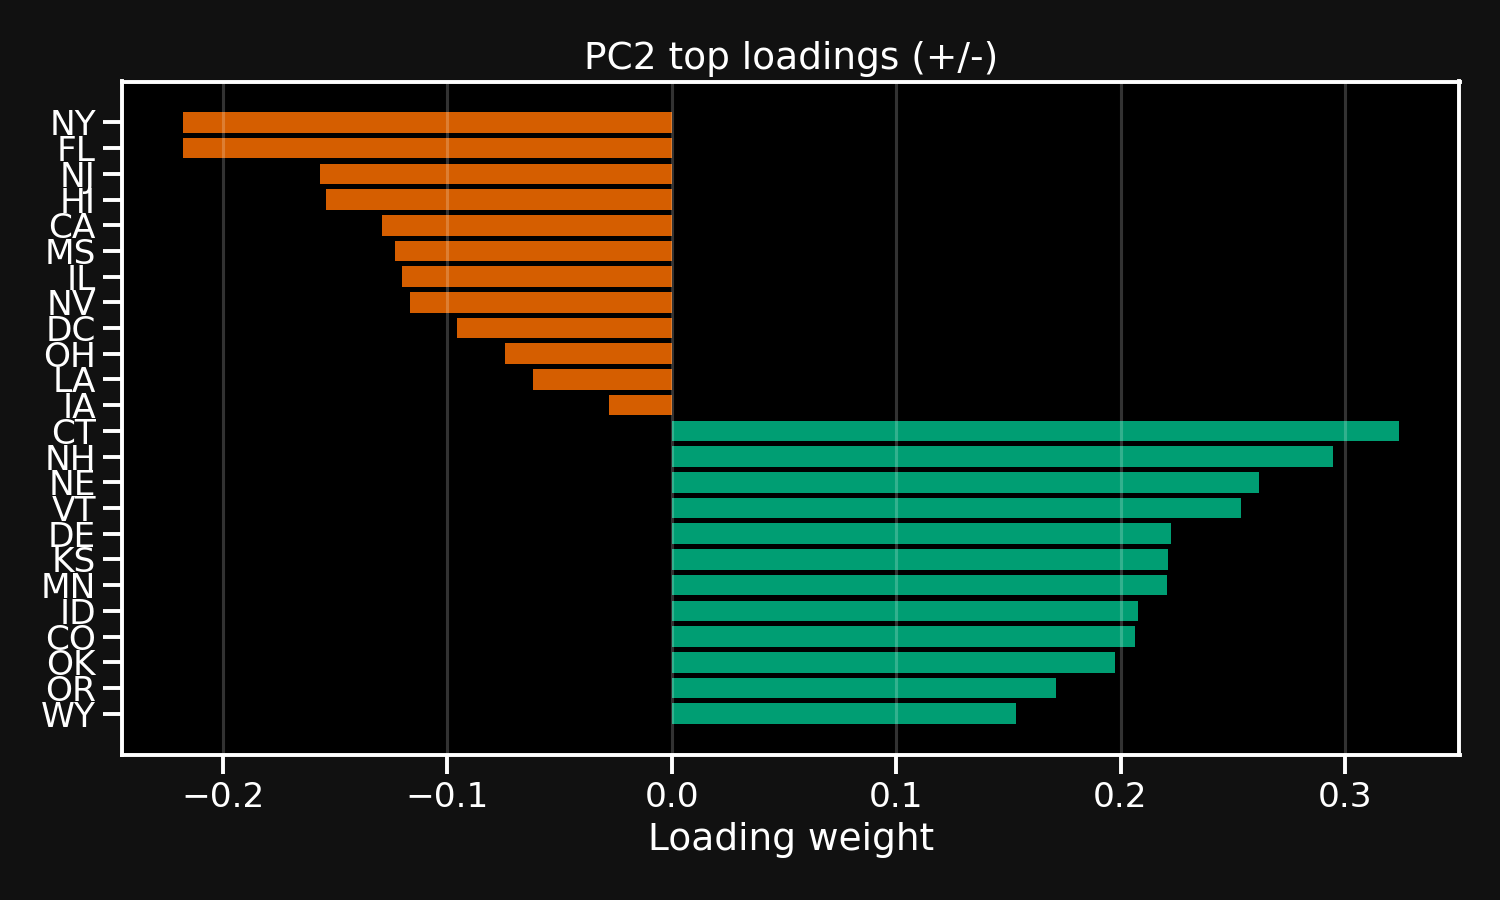 PC2 top loadings (+/-)
NY
FL
NJ
HI
CA
MS
IL
NV
DC
OH
LA
IA
CT
NH
NE
VT
DE
KS
MN
ID
CO
OK
OR
WY
−0.2 −0.1 0.0 0.1 0.2 0.3
Loading weight